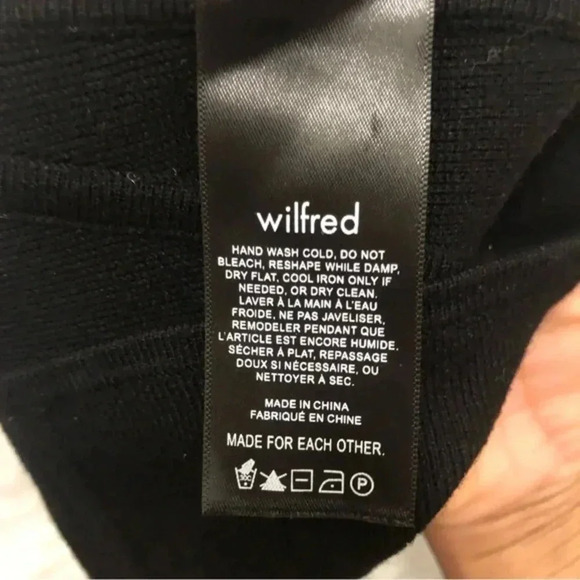 wilfred
HAND WASH COLD, DO NOT
BLEACH, RESHAPE WHILE DAMP,
DRY FLAT, COOL IRON ONLY IF
NEEDED, OR DRY CLEAN.
LAVER À LA MAIN À L'EAU
FROIDE, NE PAS JAVELISER,
REMODELER PENDANT QUE
L'ARTICLE EST ENCORE HUMIDE.
SÉCHER À PLAT, REPASSAGE
DOUX SI NÉCESSAIRE, OU
NETTOYER À SEC.
MADE IN CHINA
FABRIQUÉ EN CHINE
MADE FOR EACH OTHER.
30C P